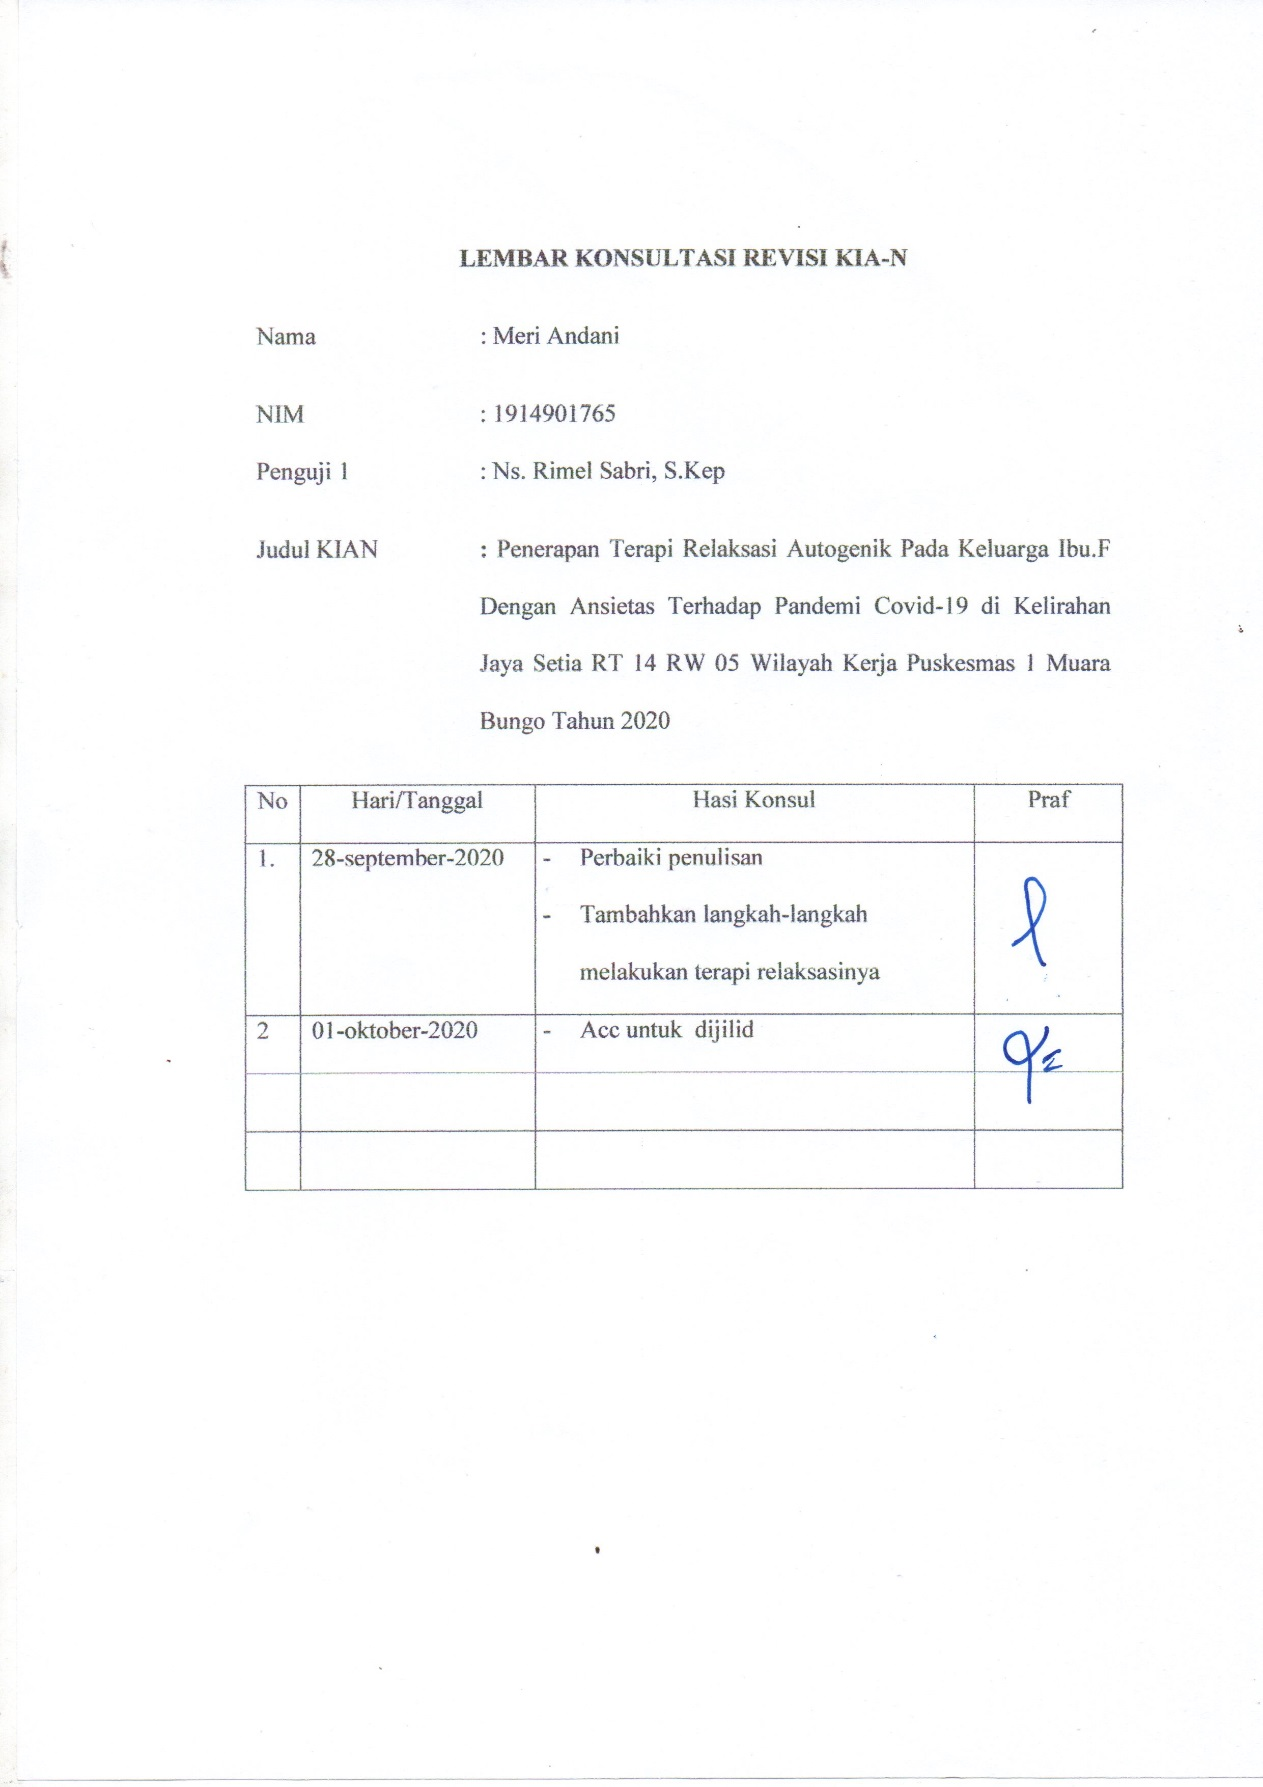 LEMBAR KONSULTASI REVISI KIA-N
Nama : Meri Andani
NIM : 1914901765
Penguji 1 : Ns. Rimel Sabri, S.Kep
Judul KIAN : Penerapan Terapi Relaksasi Autogenik Pada Keluarga Ibu.F
Dengan Ansietas Terhadap Pandemi Covid-19 di Kelirahan
Jaya Setia RT 14 RW 05 Wilayah Kerja Puskesmas 1 Muara
Bungo Tahun 2020
No Hari/Tanggal Hasi Konsul Praf
1. 28-september-2020 - Perbaiki penulisan
- Tambahkan langkah-langkah
melakukan terapi relaksasinya
2 01-oktober-2020 - Acc untuk dijilid